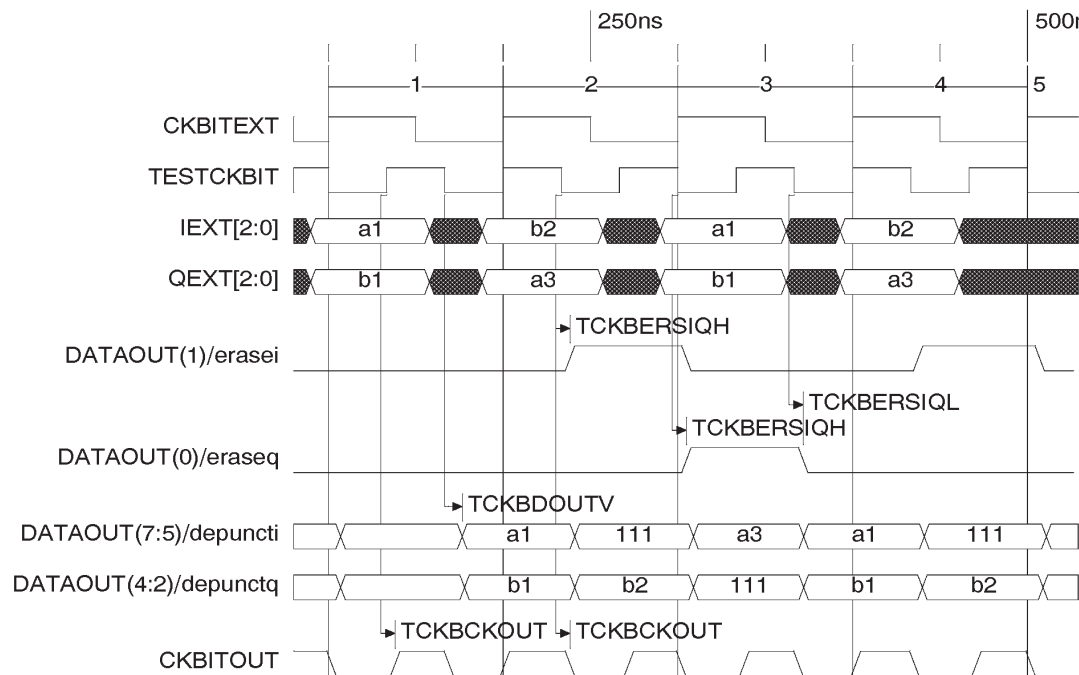 250ns
500n
1 2 3 4 5
CKBITEXT
TESTCKBIT
IEXT[2:0] a1 b2 a1 b2
QEXT[2:0] b1 a3 b1 a3
TCKBERSIQH
DATAOUT(1)/erasei
TCKBERSIQL
TCKBERSIQH
DATAOUT(0)/eraseq
TCKBDOUTV
DATAOUT(7:5)/depuncti a1 111 a3 a1 111
DATAOUT(4:2)/depunctq b1 b2 111 b1 b2
TCKBCKOUT TCKBCKOUT
CKBITOUT